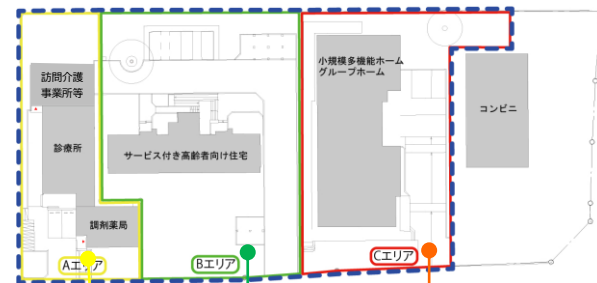 訪問介護
事業所等
診療所
調剤薬局
Aエリア
サービス付き高齢者向け住宅
Bエリア
小規模多機能ホーム
グループホーム
Cエリア
コンビニ